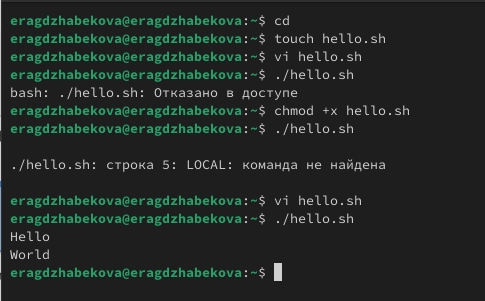 eragdzhabekova@eragdzhabekova:~$ cd
eragdzhabekova@eragdzhabekova:~$ touch hello.sh
eragdzhabekova@eragdzhabekova:~$ vi hello.sh
eragdzhabekova@eragdzhabekova:~$ ./hello.sh
bash: ./hello.sh: Отказано в доступе
eragdzhabekova@eragdzhabekova:~$ chmod +x hello.sh
eragdzhabekova@eragdzhabekova:~$ ./hello.sh
./hello.sh: строка 5: LOCAL: команда не найдена
eragdzhabekova@eragdzhabekova:~$ vi hello.sh
eragdzhabekova@eragdzhabekova:~$ ./hello.sh
Hello
World
eragdzhabekova@eragdzhabekova:~$